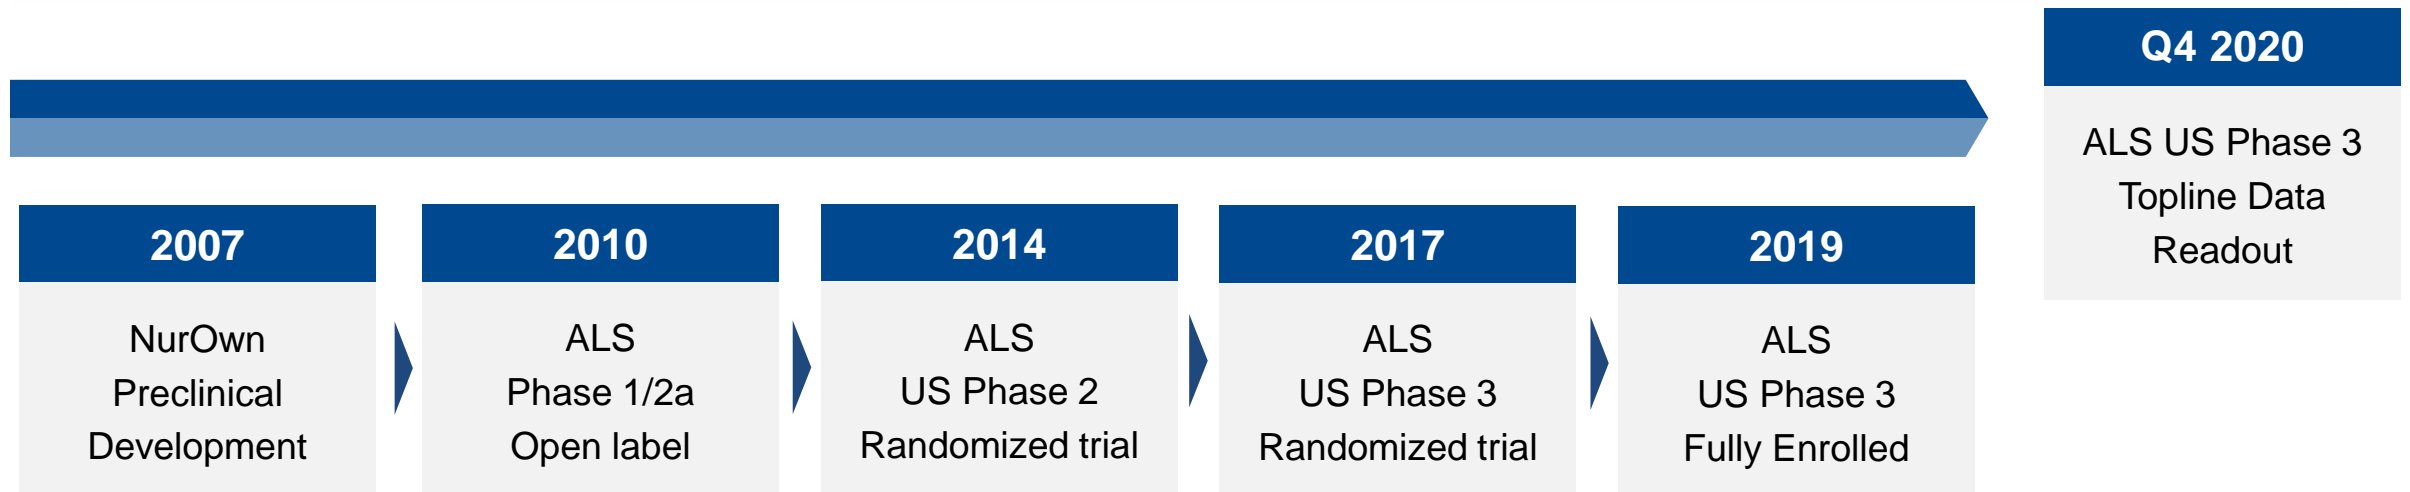 Q4 2020
ALS US Phase 3
Topline Data
Readout
2007
NurOwn
Preclinical
Development
2010
ALS
Phase 1/2a
Open label
2014
ALS
US Phase 2
Randomized trial
2017
ALS
US Phase 3
Randomized trial
2019
ALS
US Phase 3
Fully Enrolled